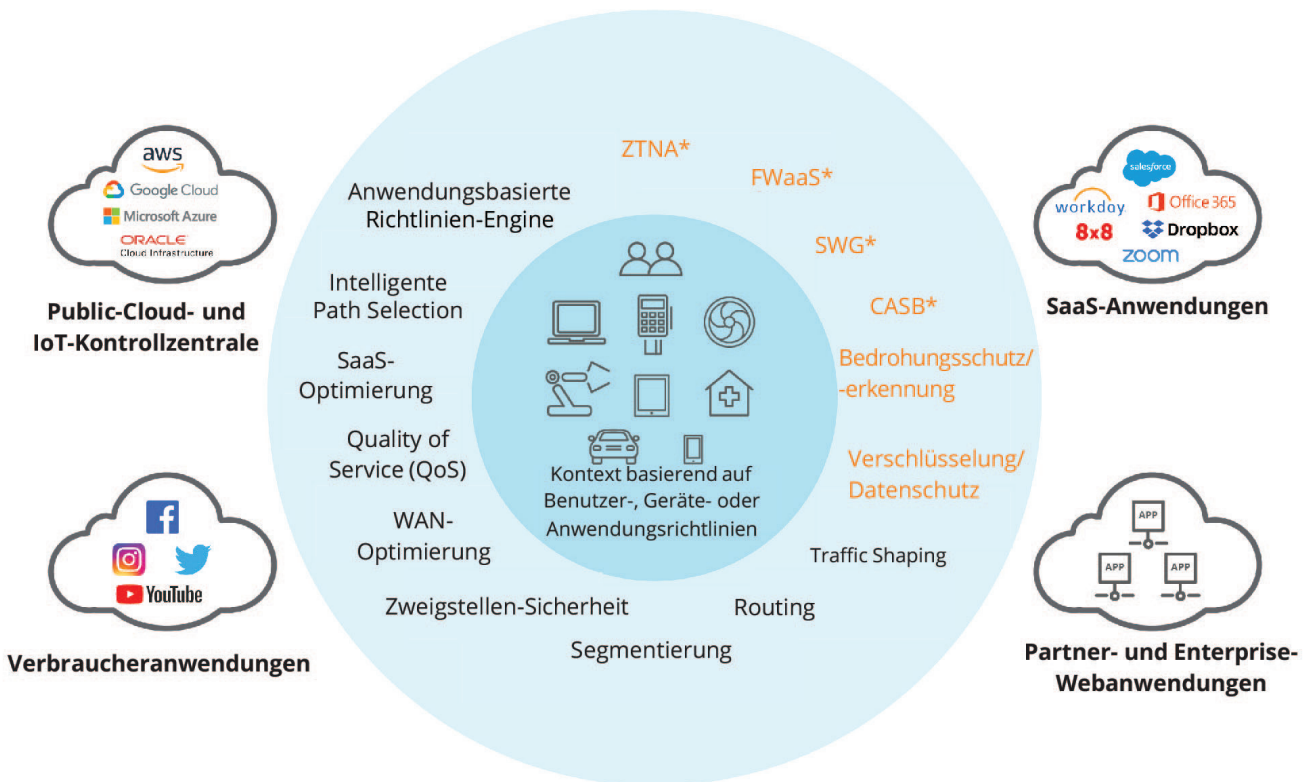 aws
Google Cloud
Microsoft Azure
ORACLE
Cloud Infrastructure
Public-Cloud- und
IoT-Kontrollzentrale
YouTube
Verbraucheranwendungen
ZTNA*
FWaaS*
SWG*
CASB*
Bedrohungsschutz/
-erkennung
Verschlüsselung/
Datenschutz
Traffic Shaping
Routing
Segmentierung
Zweigstellen-Sicherheit
WAN-
Optimierung
Quality of
Service (QoS)
SaaS-
Optimierung
Intelligente
Path Selection
Anwendungsbasierte
Richtlinien-Engine
Kontext basierend auf
Benutzer-, Geräte- oder
Anwendungsrichtlinien
salesforce
workday.
Office 365
8x8
Dropbox
zoom
SaaS-Anwendungen
APP
APP
APP
Partner- und Enterprise-
Webanwendungen